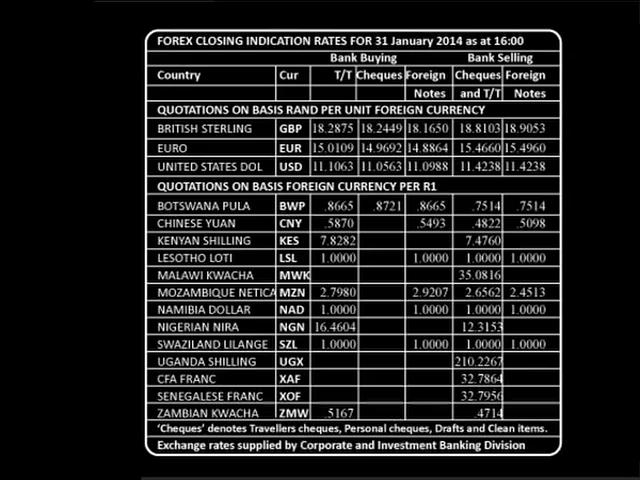 FOREX CLOSING INDICATION RATES FOR 31 January 2014 as at 16:00
Bank Buying Bank Selling
Country Cur T/T Cheques Foreign Cheques Foreign
Notes and T/T Notes
QUOTATIONS ON BASIS RAND PER UNIT FOREIGN CURRENCY
BRITISH STERLING GBP 18.2875 18.2449 18.1650 18.8103 18.9053
EURO EUR 15.0109 14.9692 14.8864 15.4660 15.4960
UNITED STATES DOL USD 11.1063 11.0563 11.0988 11.4238 11.4238
QUOTATIONS ON BASIS FOREIGN CURRENCY PER R1
BOTSWANA PULA BWP .8665 .8721 .8665 .7514 .7514
CHINESE YUAN CNY .5870 .5493 .4822 .5098
KENYAN SHILLING KES 7.8282 7.4760
LESOTHO LOTI LSL 1.0000 1.0000 1.0000 1.0000
MALAWI KWACHA MWK 35.0816
MOZAMBIQUE NETICA MZN 2.7980 2.9207 2.6562 2.4513
NAMIBIA DOLLAR NAD 1.0000 1.0000 1.0000 1.0000
NIGERIAN NIRA NGN 16.4604 12.3153
SWAZILAND LILANGE SZL 1.0000 1.0000 1.0000 1.0000
UGANDA SHILLING UGX 210.2267
CFA FRANC XAF 32.7864
SENEGALESE FRANC XOF 32.7956
ZAMBIAN KWACHA ZMW .5167 .4714
'Cheques' denotes Travellers cheques, Personal cheques, Drafts and Clean items.
Exchange rates supplied by Corporate and Investment Banking Division